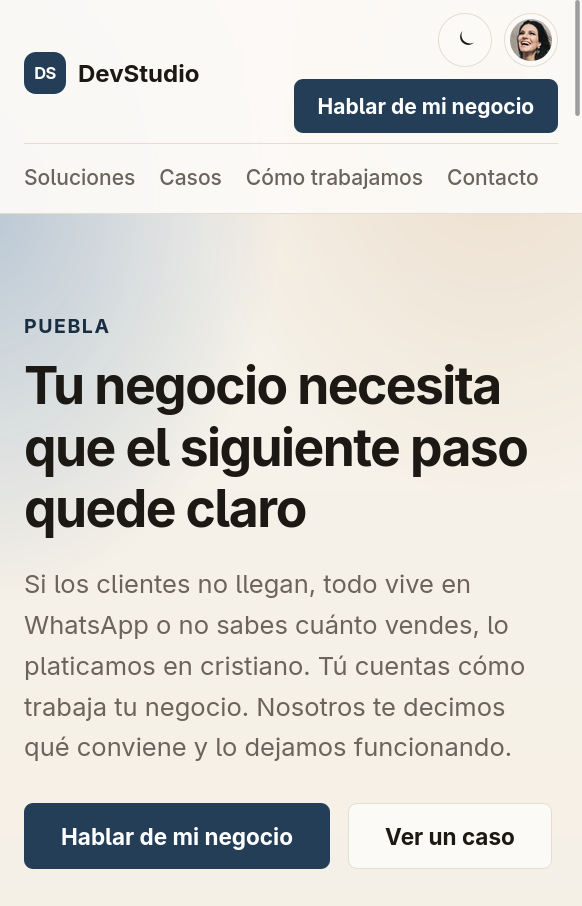 DS
DevStudio
Hablar de mi negocio
Soluciones Casos Cómo trabajamos Contacto
PUEBLA
Tu negocio necesita
que el siguiente paso
quede claro
Si los clientes no llegan, todo vive en
WhatsApp o no sabes cuánto vendes, lo
platicamos en cristiano. Tú cuentas cómo
trabaja tu negocio. Nosotros te decimos
qué conviene y lo dejamos funcionando.
Hablar de mi negocio Ver un caso